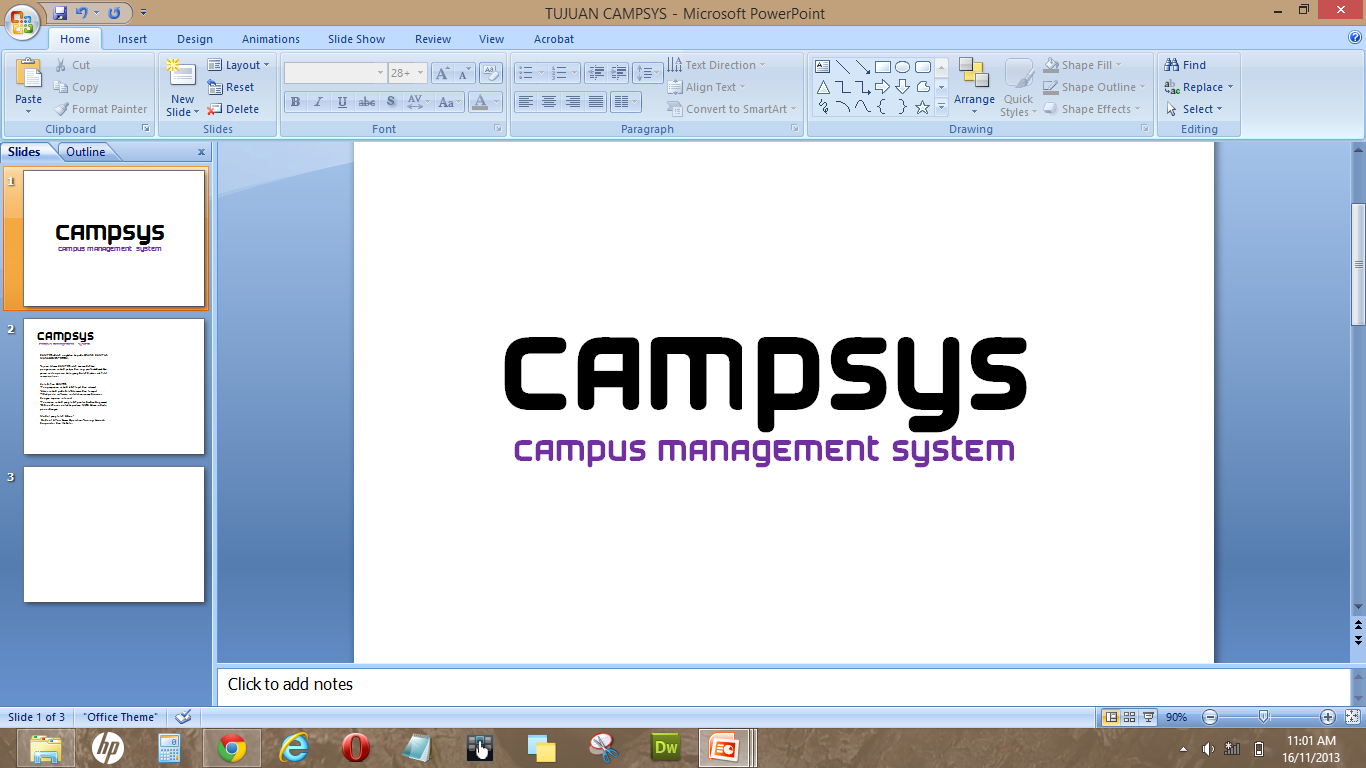 TUJUAN CAMPSYS - Microsoft PowerPoint
Home Insert Design Animations Slide Show Review View Acrobat
Paste
Cut
Copy
Format Painter
Clipboard
New Slide
Layout
Reset
Delete
Slides
28+
B I U abc S AV Aa A
Font
Text Direction
Align Text
Convert to SmartArt
Paragraph
Arrange
Quick Styles
Shape Fill
Shape Outline
Shape Effects
Drawing
Find
Replace
Select
Editing
Slides Outline x
1
campsys
campus management system
2
campsys
3
campsys
campus management system
Click to add notes
Slide 1 of 3 "Office Theme" 90%
hp
Dw
11:01 AM
16/11/2013